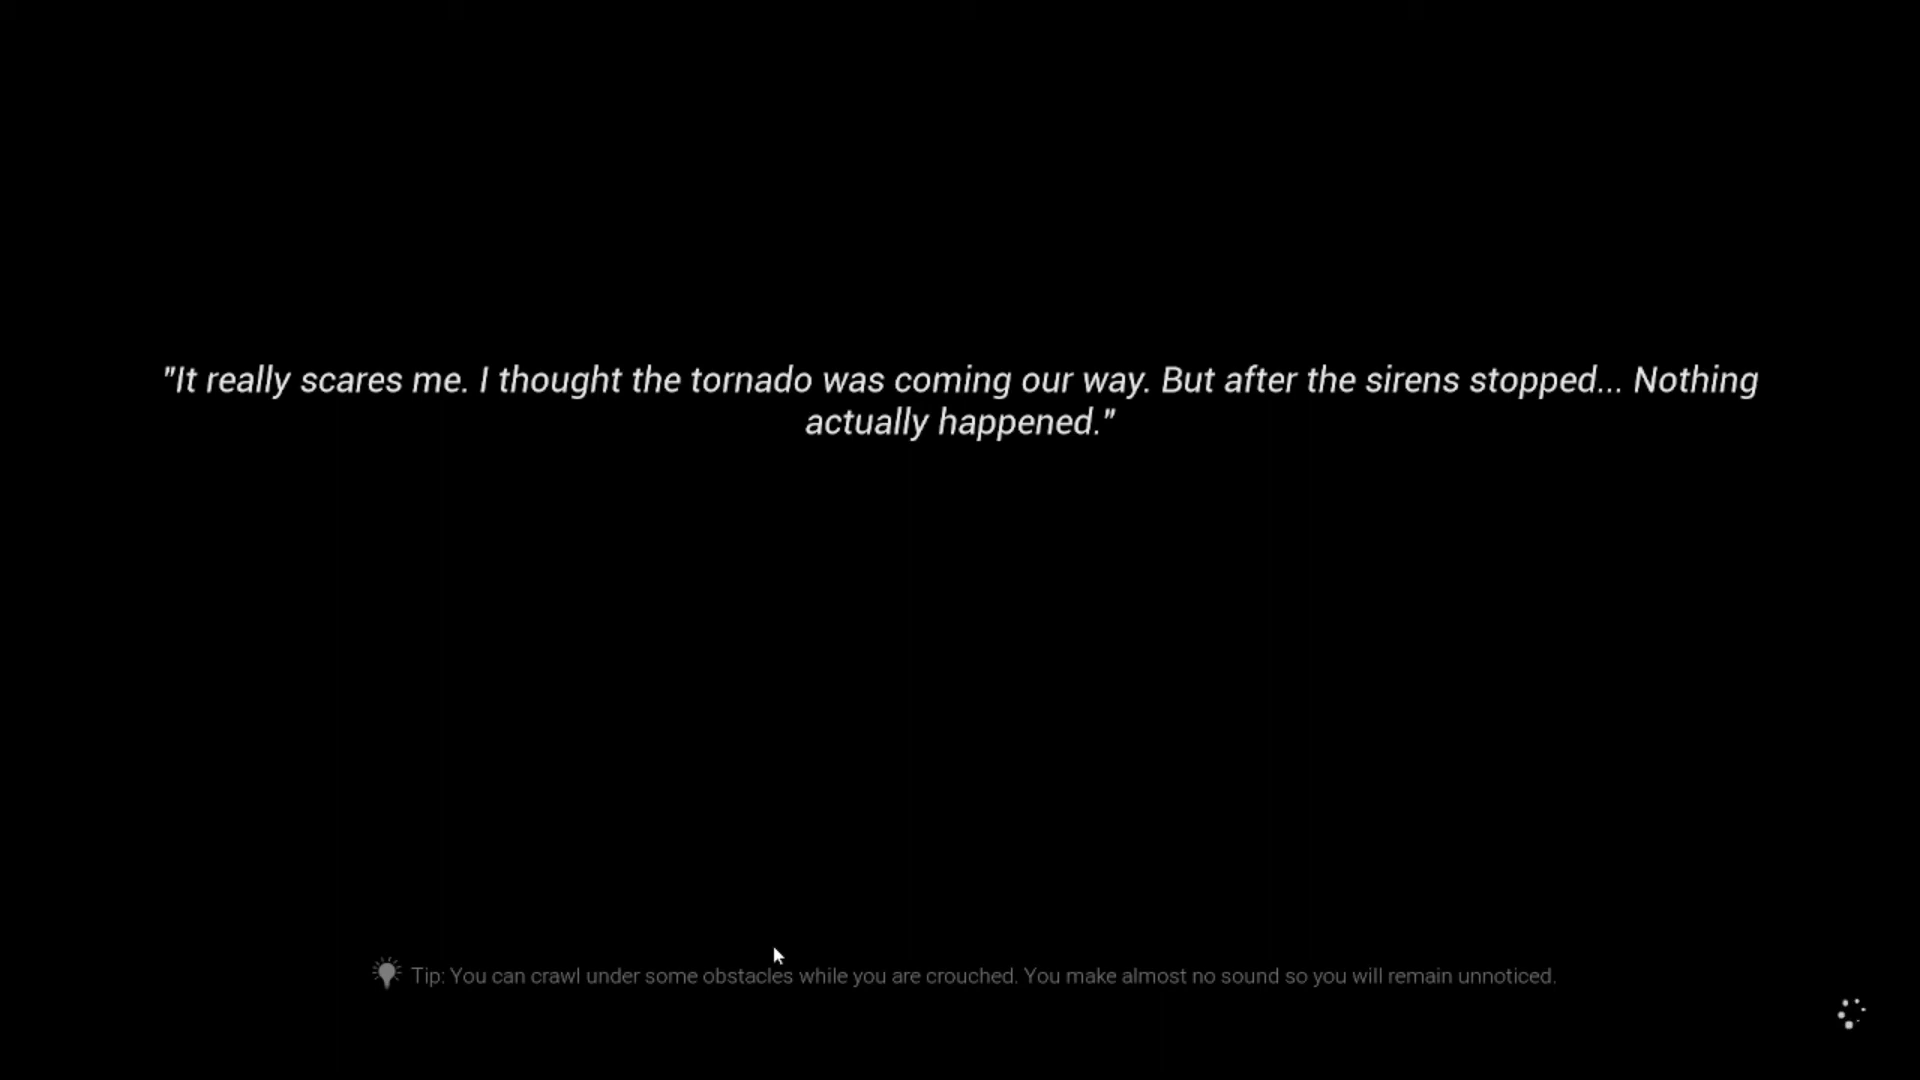 "It really scares me. I thought the tornado was coming our way. But after the sirens stopped... Nothing
actually happened."
Tip: You can crawl under some obstacles while you are crouched. You make almost no sound so you will remain unnoticed.